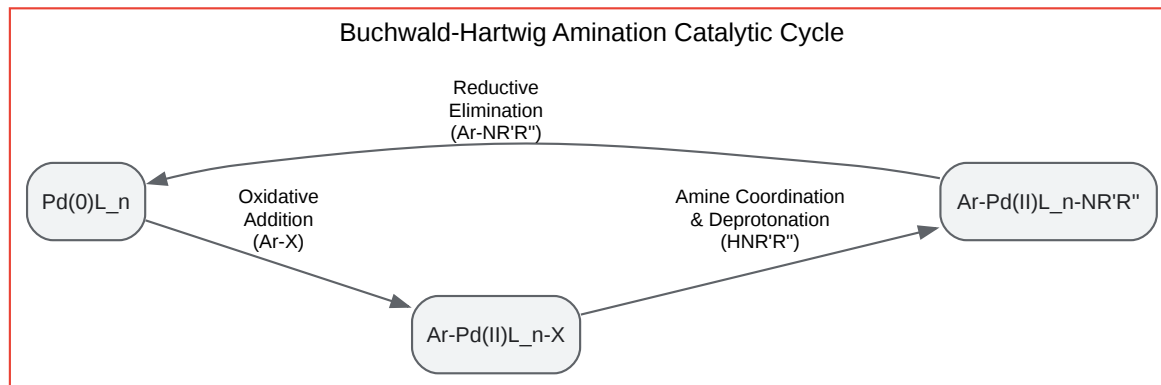 Buchwald-Hartwig Amination Catalytic Cycle
Reductive
Elimination
(Ar-NR'R")
Pd(0)L_n
Oxidative
Addition
(Ar-X)
Amine Coordination
& Deprotonation
(HNR'R")
Ar-Pd(II)L_n-NR'R"
Ar-Pd(II)L_n-X